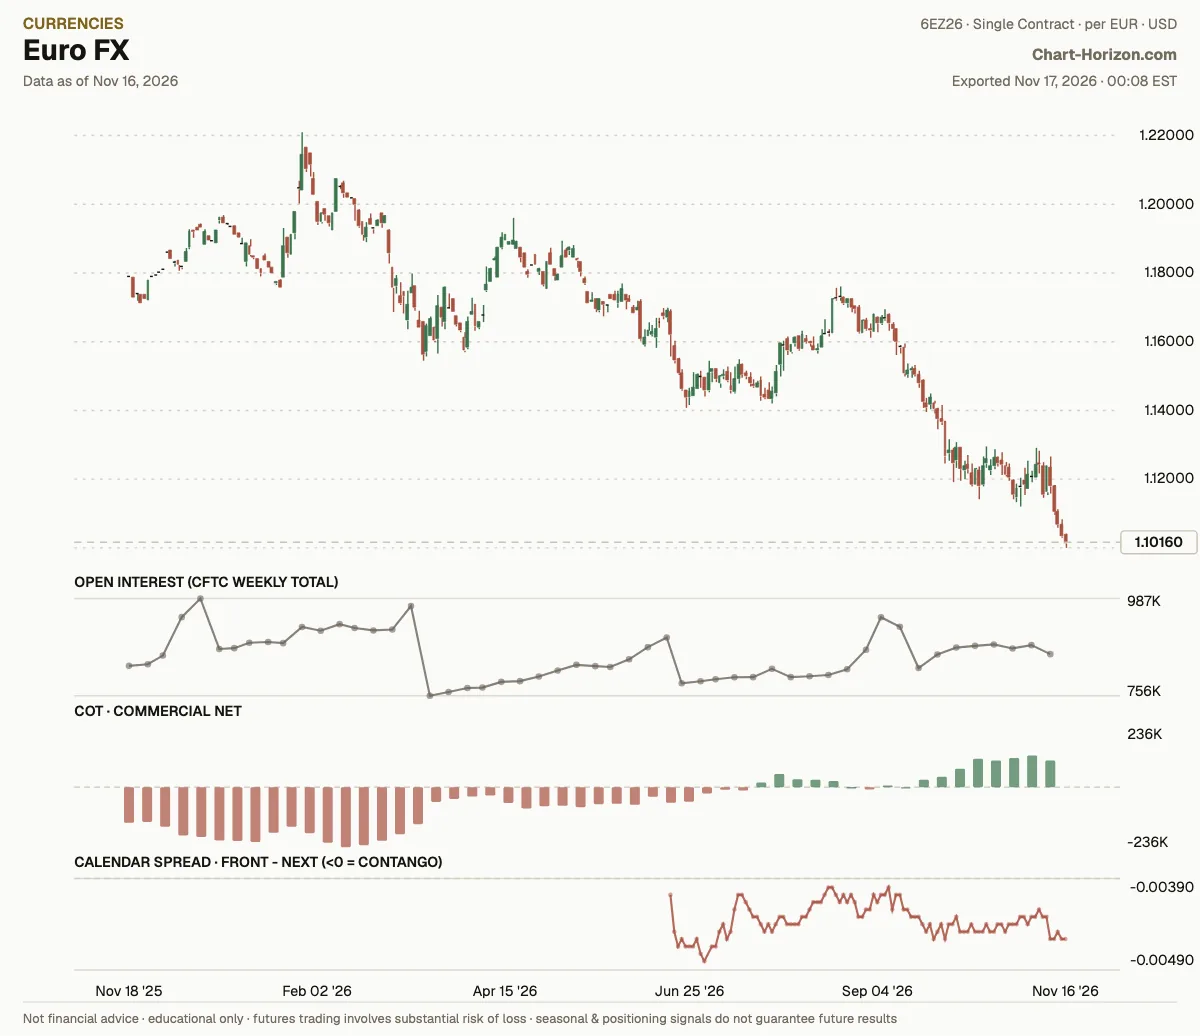 CURRENCIES
Euro FX
Data as of Nov 16, 2026
6EZ26 · Single Contract · per EUR · USD
Chart-Horizon.com
Exported Nov 17, 2026 · 00:08 EST
1.22000
1.20000
1.18000
1.16000
1.14000
1.12000
1.10160
OPEN INTEREST (CFTC WEEKLY TOTAL)
987K
756K
COT · COMMERCIAL NET
236K
-236K
CALENDAR SPREAD · FRONT - NEXT (<0 = CONTANGO)
-0.00390
-0.00490
Nov 18 '25 Feb 02 '26 Apr 15 '26 Jun 25 '26 Sep 04 '26 Nov 16 '26
Not financial advice · educational only · futures trading involves substantial risk of loss · seasonal & positioning signals do not guarantee future results